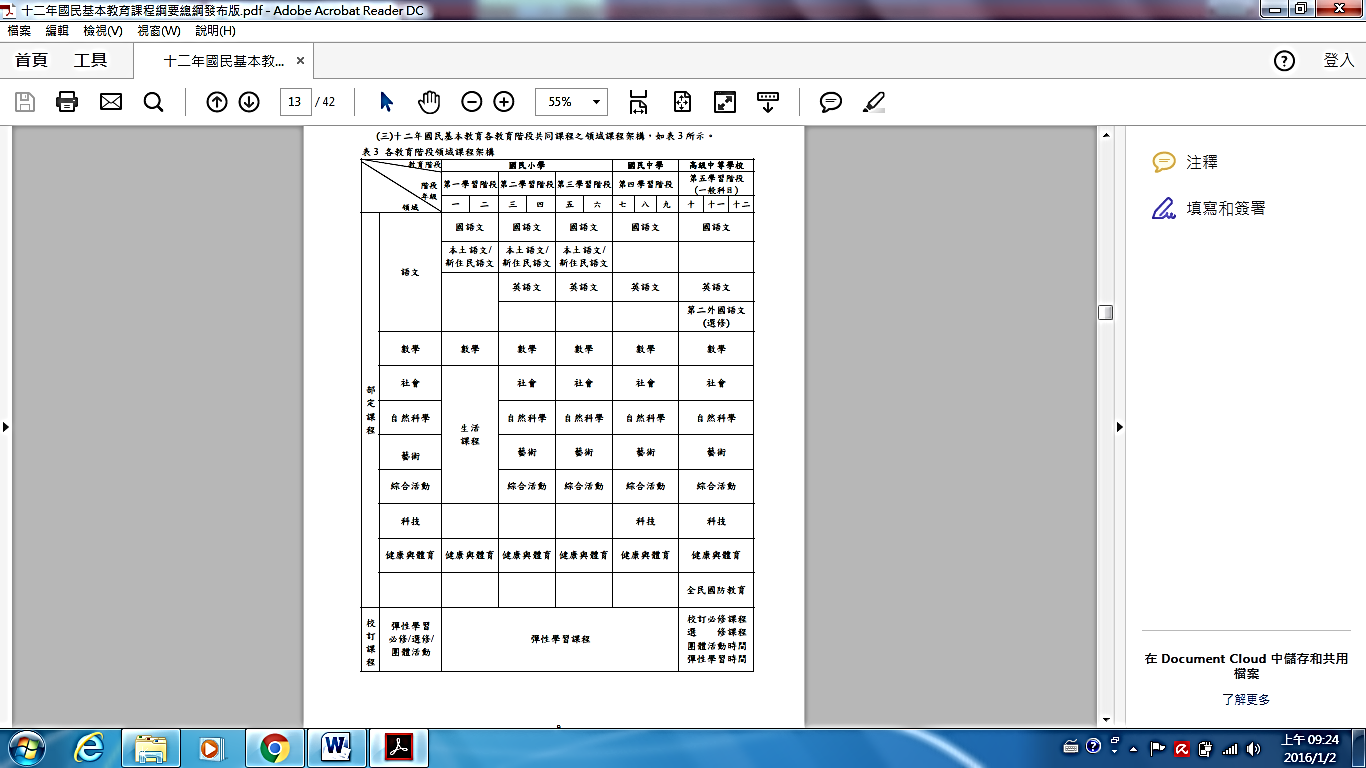 十二年國民基本教育課程綱要總綱發布版.pdf - Adobe Acrobat Reader DC
檔案 編輯 檢視(V) 視窗(W) 說明(H)
首頁 工具 十二年國民基本教... × ? 登入
13 / 42 55%
(三)十二年國民基本教育各教育階段共同課程之領域課程架構，如表3所示。
表3 各教育階段領域課程架構
教育階段 國民小學 國民中學 高級中等學校
階段 第一學習階段 第二學習階段 第三學習階段 第四學習階段 第五學習階段
(一般科目)
年級 一 二 三 四 五 六 七 八 九 十 十一 十二
領域
部定課程
語文
國語文 國語文 國語文 國語文 國語文
本土語文/ 本土語文/ 本土語文/
新住民語文 新住民語文 新住民語文
英語文 英語文 英語文 英語文
第二外國語文
(選修)
數學 數學 數學 數學 數學 數學
社會 社會 社會 社會 社會
生活
課程
自然科學 自然科學 自然科學 自然科學 自然科學
藝術 藝術 藝術 藝術 藝術
綜合活動 綜合活動 綜合活動 綜合活動 綜合活動
科技 科技 科技
健康與體育 健康與體育 健康與體育 健康與體育 健康與體育 健康與體育
全民國防教育
校訂課程
彈性學習
必修/選修/
團體活動
彈性學習課程
校訂必修課程
選 修課程
團體活動時間
彈性學習時間
注釋
填寫和簽署
在 Document Cloud 中儲存和共用
檔案
了解更多
上午 09:24
2016/1/2